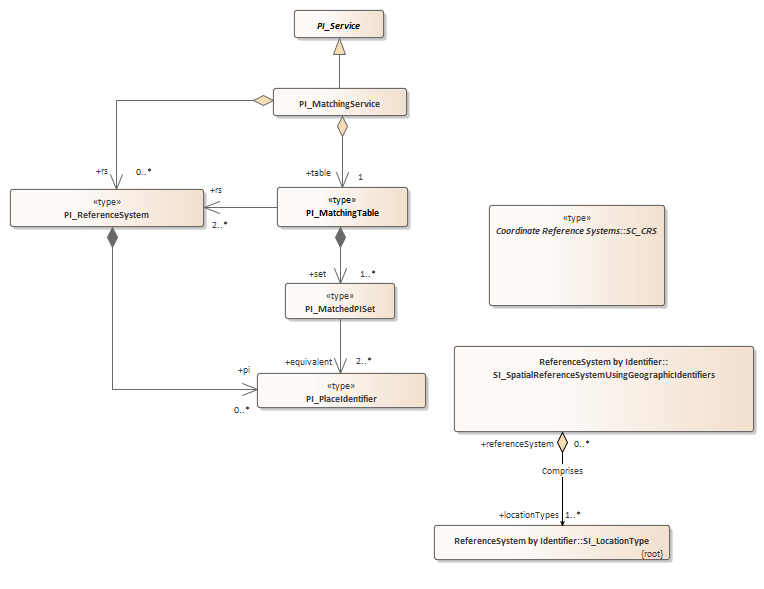 PI_Service
PI_MatchingService
+rs
0..*
+table
1
«type»
PI_ReferenceSystem
+rs
2..*
«type»
PI_MatchingTable
«type»
Coordinate Reference Systems::SC_CRS
+set
1..*
«type»
PI_MatchedPISet
+equivalent
2..*
+pi
0..*
«type»
PI_PlaceIdentifier
ReferenceSystem by Identifier::
SI_SpatialReferenceSystemUsingGeographicIdentifiers
+referenceSystem
0..*
Comprises
+locationTypes
1..*
ReferenceSystem by Identifier::SI_LocationType
{root}